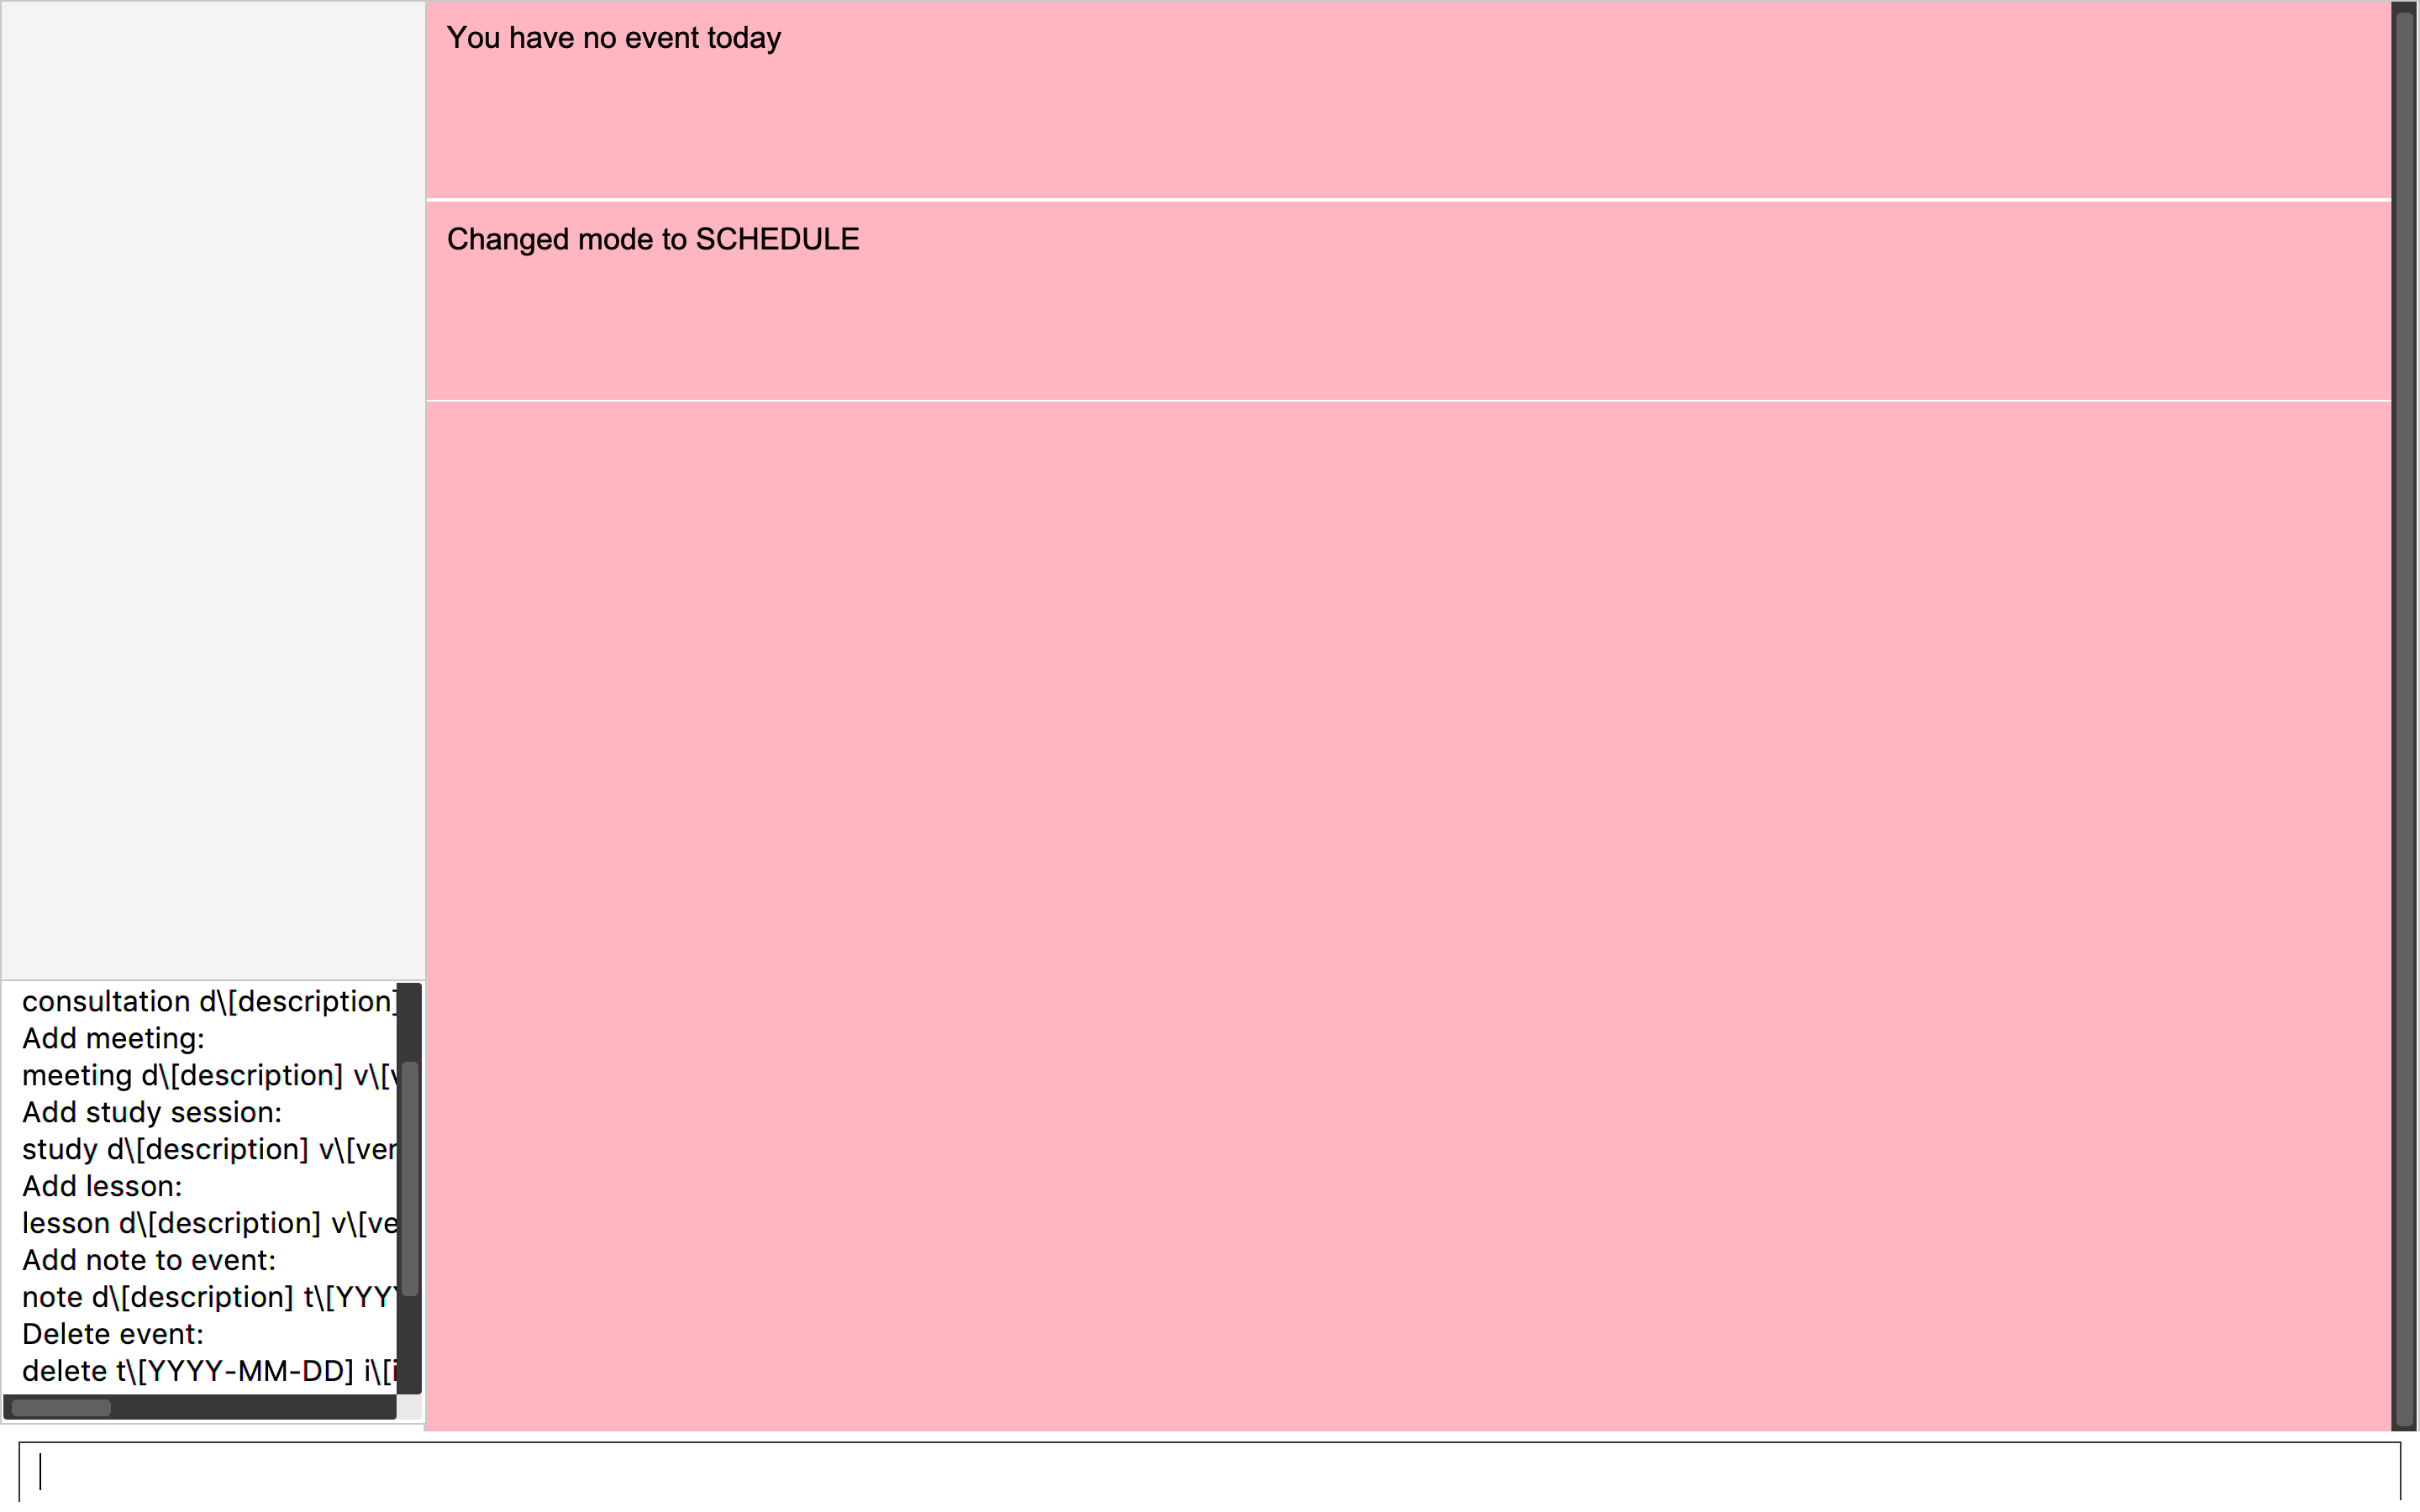 You have no event today
Changed mode to SCHEDULE
consultation d\[description]
Add meeting:
meeting d\[description] v\[v
Add study session:
study d\[description] v\[ver
Add lesson:
lesson d\[description] v\[ve
Add note to event:
note d\[description] t\[YYYY
Delete event:
delete t\[YYYY-MM-DD] i\[i